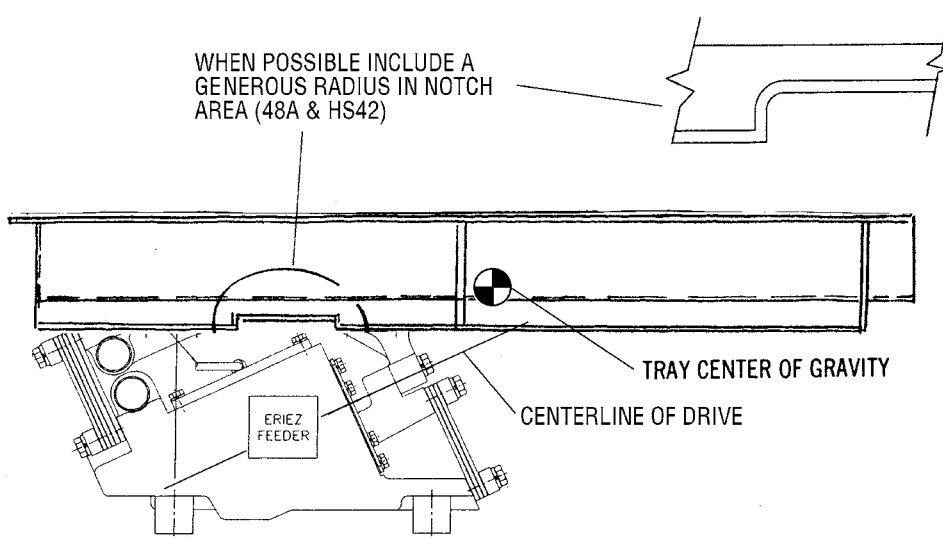 WHEN POSSIBLE INCLUDE A
GENEROUS RADIUS IN NOTCH
AREA (48A & HS42)
TRAY CENTER OF GRAVITY
CENTERLINE OF DRIVE
ERIEZ
FEEDER